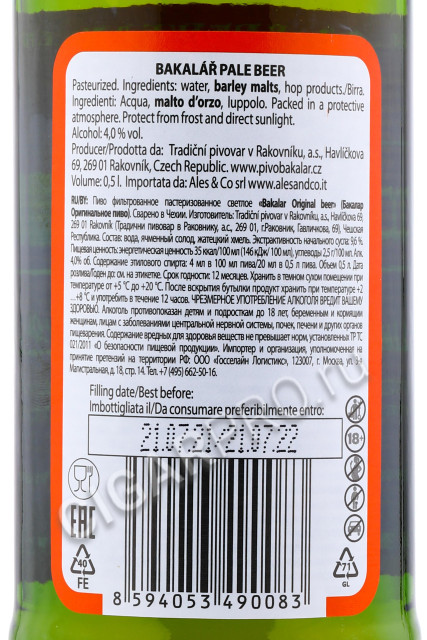 BAKALÁŘ PALE BEER
Pasteurized. Ingredients: water, barley malts, hop products./Birra.
Ingredienti: Acqua, malto d'orzo, luppolo. Packed in a protective
atmosphere. Protect from frost and direct sunlight.
Alcohol: 4,0 % vol.
Producer/Prodotta da: Tradiční pivovar v Rakovníku, a.s., Havlíčkova
69, 269 01 Rakovník, Czech Republic. www.pivobakalar.cz
Volume: 0,5 l. Importata da: Ales & Co srl www.alesandco.it
RU/BY: Пиво фильтрованное пастеризованное светлое «Bakalar Original beer» (Бакалар
Оригинальное пиво). Сварено в Чехии. Изготовитель: Tradiční pivovar v Rakovníku, a.s., Havlíčkova 69,
269 01 Rakovník (Традични пивовар в Раковнику, а.с., 269 01, г.Раковник, Гавличкова, 69), Чешская
Республика. Состав: вода, ячменный солод, жатецкий хмель. Экстрактивность начального сусла: 9.6 %.
Пищевая ценность: энергетическая ценность 35 ккал/100 мл (146 кДж/ 100 мл), углеводы 2,5 г/100 мл. Алк.
4,0% об. Содержание этилового спирта: 4 мл в 100 мл пива/20 мл в 0,5 л пива. Объем 0,5 л. Дата
розлива/Годен до: см. на этикетке. Срок годности: 12 месяцев. Хранить в темном сухом помещении при
температуре от +5 °С до +20 °С. После вскрытия бутылки продукт хранить при температуре +2
...+8 °С и употребить в течение 12 часов. ЧРЕЗМЕРНОЕ УПОТРЕБЛЕНИЕ АЛКОГОЛЯ ВРЕДИТ ВАШЕМУ
ЗДОРОВЬЮ. Алкоголь противопоказан детям и подросткам до 18 лет, беременным и кормящим
женщинам, лицам с заболеваниями центральной нервной системы, почек, печени и других органов
пищеварения. Содержание вредных для здоровья веществ не превышает норм, установленных ТР ТС
021/2011 «О безопасности пищевой продукции». Импортер и организация, уполномоченная на
принятие претензий на территории РФ: ООО «Госселайн Логистикс», 123007, г. Москва, ул. 5-я
Магистральная, д. 18, стр. 14. Тел. +7 (495) 662-50-16.
Filling date/Best before:
Imbottigliata il/Da consumare preferibilmente entro:
21.07.21-21.07.22
18+
EAC
40
FE
71
GL
8 594053 490083
CIGARPRO.ru